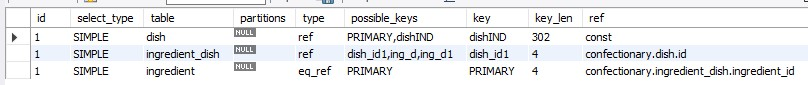 id select_type table partitions type possible_keys key key_len ref
1 SIMPLE dish NULL ref PRIMARY,dishIND dishIND 302 const
1 SIMPLE ingredient_dish NULL ref dish_id1,ing_d,ing_d1 dish_id1 4 confectionary.dish.id
1 SIMPLE ingredient NULL eq_ref PRIMARY PRIMARY 4 confectionary.ingredient_dish.ingredient_id